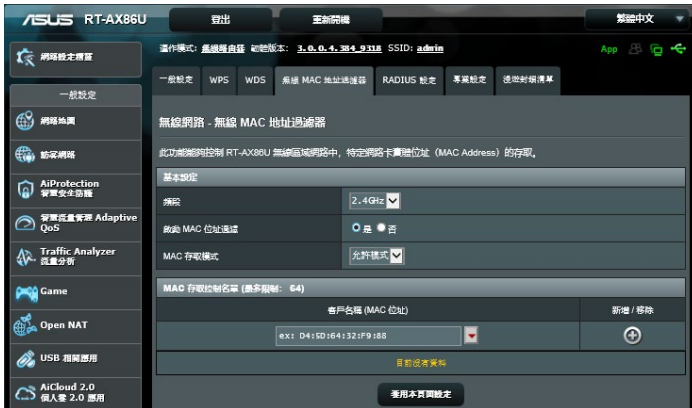 ASUS RT-AX86U 登出 重新開機 繁體中文
操作模式: 無線路由器 韌體版本: 3.0.0.4.384_9318 SSID: admin App
網路設定精靈
一般設定 WPS WDS 無線 MAC 地址過濾器 RADIUS 設定 專業設定 漫遊封鎖清單
一般設定
網路地圖
訪客網路
AiProtection
智慧安全防護
智慧流量管理 Adaptive
QoS
Traffic Analyzer
流量分析
Game
Open NAT
USB 相關應用
AiCloud 2.0
個人雲 2.0 應用
無線網路 - 無線 MAC 地址過濾器
此功能能夠控制 RT-AX86U 無線區域網路中，特定網路卡實體位址（MAC Address）的存取。
基本設定
頻段 2.4GHz
啟動 MAC 位址過濾 是 否
MAC 存取模式 允許模式
MAC 存取控制名單 (最多限制: 64)
客戶名稱 (MAC 位址) 新增 / 移除
ex: D4:5D:64:32:F9:88
目前沒有資料
套用本頁面設定